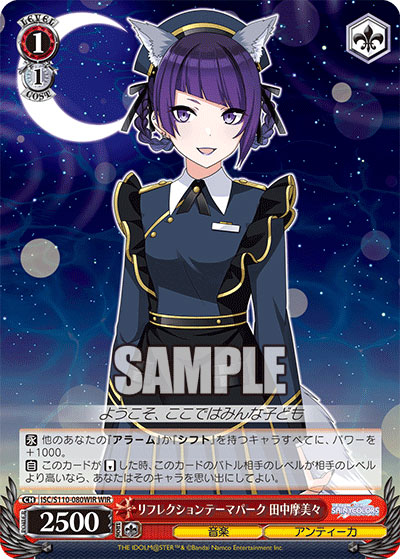 LEVEL
1
1
COST
SAMPLE
ようこそ、ここではみんな子ども
永 他のあなたの『アラーム』か『シフト』を持つキャラすべてに、パワーを
+1000。
自 このカードが した時、このカードのバトル相手のレベルが相手のレベル
より高いなら、あなたはそのキャラを思い出にしてよい。
CH ISC/S110-080WIR WIR
2500
リフレクションテーマパーク 田中摩美々
SHINYCOLORS
音楽
アンティーカ
THE IDOLM@STER™& ©Bandai Namco Entertainment Inc.